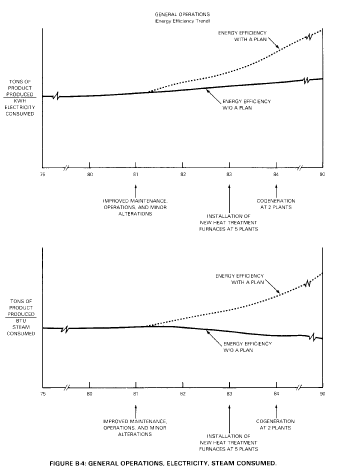 GENERAL OPERATIONS
(Energy Efficiency Trend)
ENERGY EFFICIENCY
WITH A PLAN
TONS OF
PRODUCT
PRODUCED
KWH
ELECTRICITY
CONSUMED
ENERGY EFFICIENCY
W/O A PLAN
75 80 81 82 83 84 90
IMPROVED MAINTENANCE,
OPERATIONS, AND MINOR
ALTERATIONS
INSTALLATION OF
NEW HEAT TREATMENT
FURNACES AT 5 PLANTS
COGENERATION
AT 2 PLANTS
ENERGY EFFICIENCY
WITH A PLAN
TONS OF
PRODUCT
PRODUCED
BTU
STEAM
CONSUMED
ENERGY EFFICIENCY
W/O A PLAN
75 80 81 82 83 84 90
IMPROVED MAINTENANCE,
OPERATIONS, AND MINOR
ALTERATIONS
INSTALLATION OF
NEW HEAT TREATMENT
FURNACES AT 5 PLANTS
COGENERATION
AT 2 PLANTS
FIGURE B-4: GENERAL OPERATIONS, ELECTRICITY, STEAM CONSUMED.